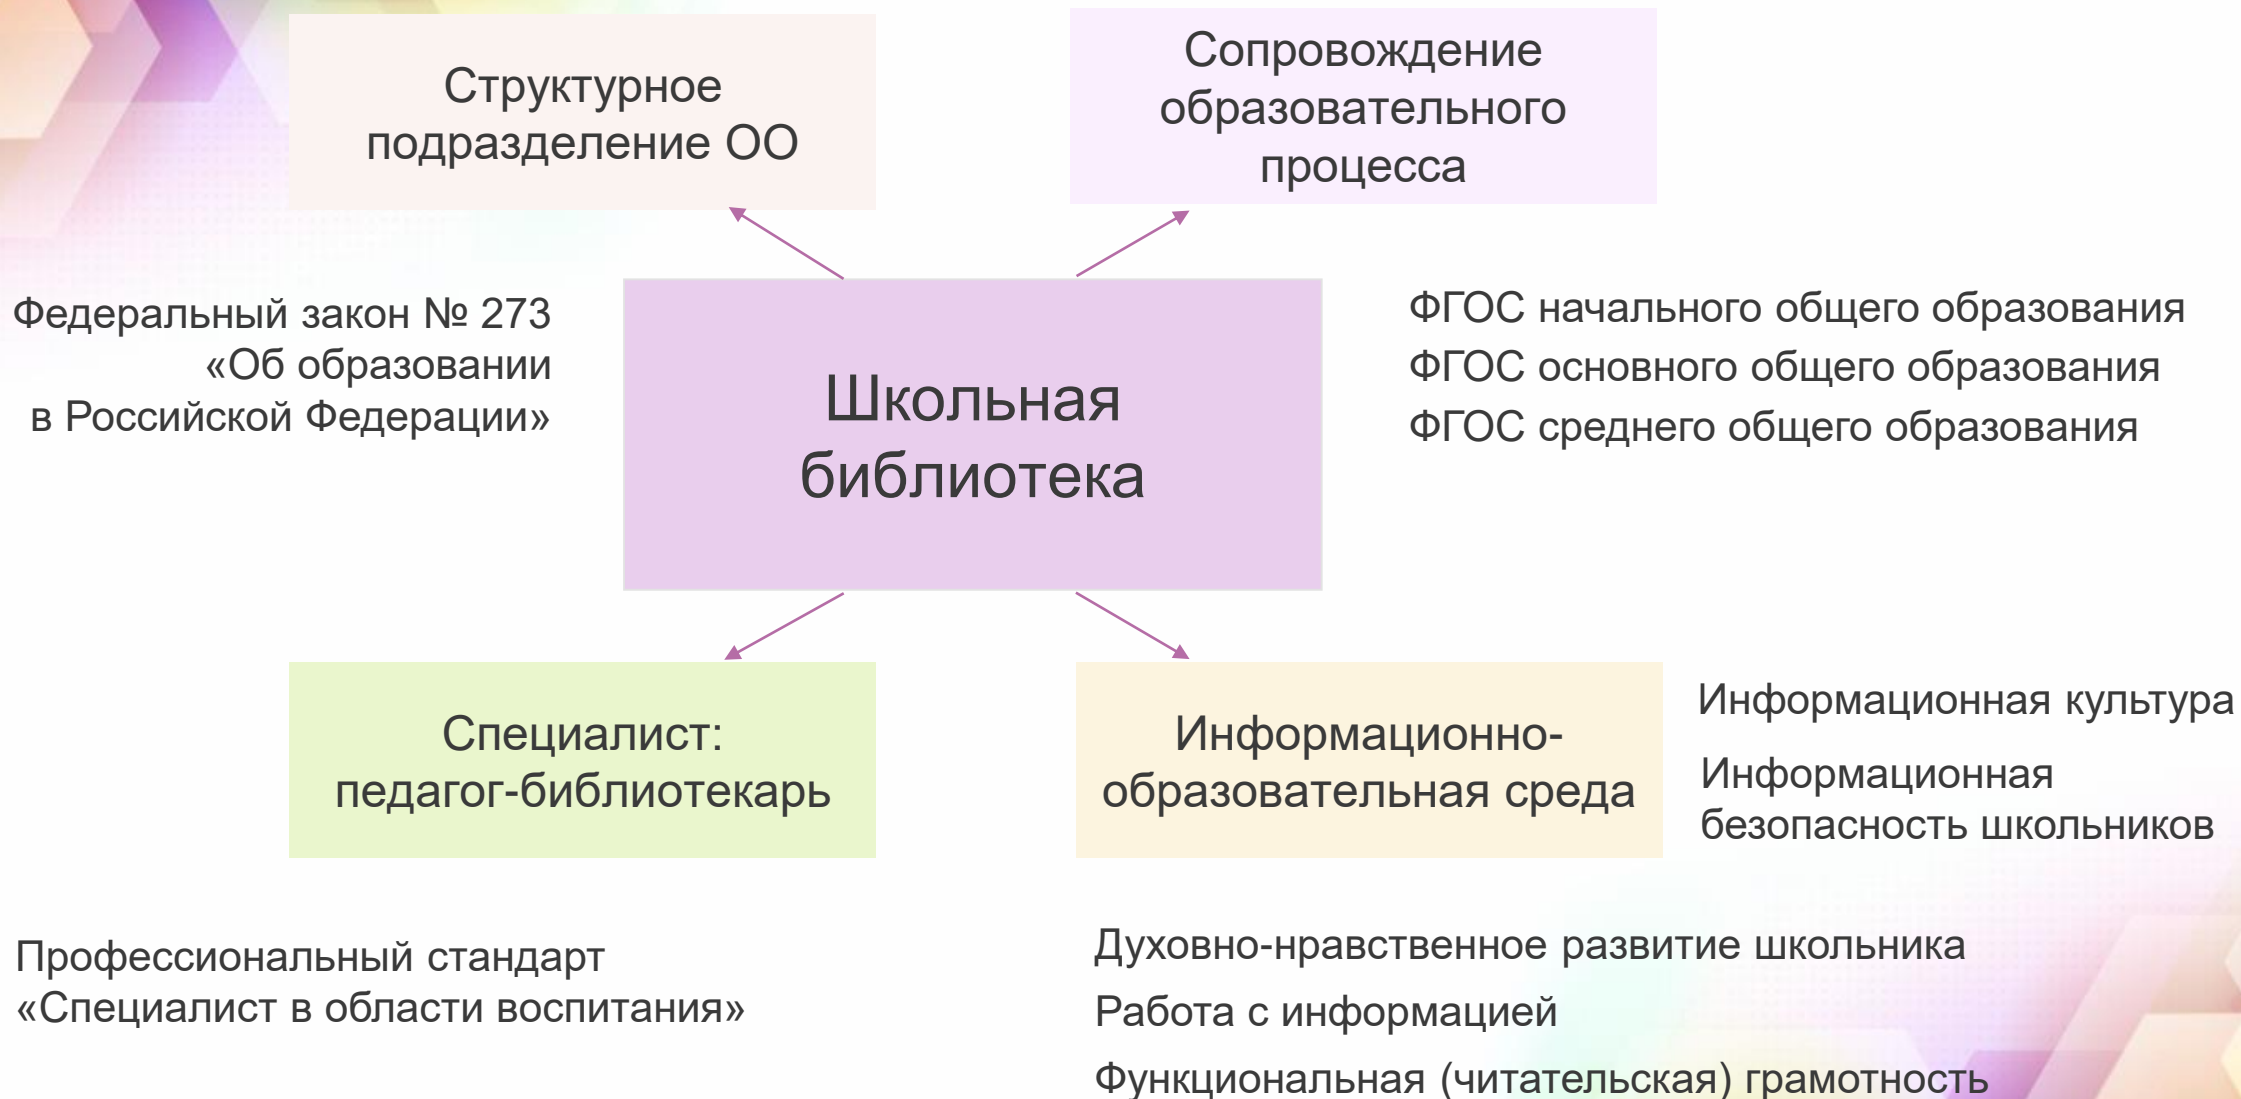 Структурное
подразделение ОО
Сопровождение
образовательного
процесса
Федеральный закон № 273
«Об образовании
в Российской Федерации»
Школьная
библиотека
ФГОС начального общего образования
ФГОС основного общего образования
ФГОС среднего общего образования
Специалист:
педагог-библиотекарь
Информационно-
образовательная среда
Информационная культура
Информационная
безопасность школьников
Профессиональный стандарт
«Специалист в области воспитания»
Духовно-нравственное развитие школьника
Работа с информацией
Функциональная (читательская) грамотность